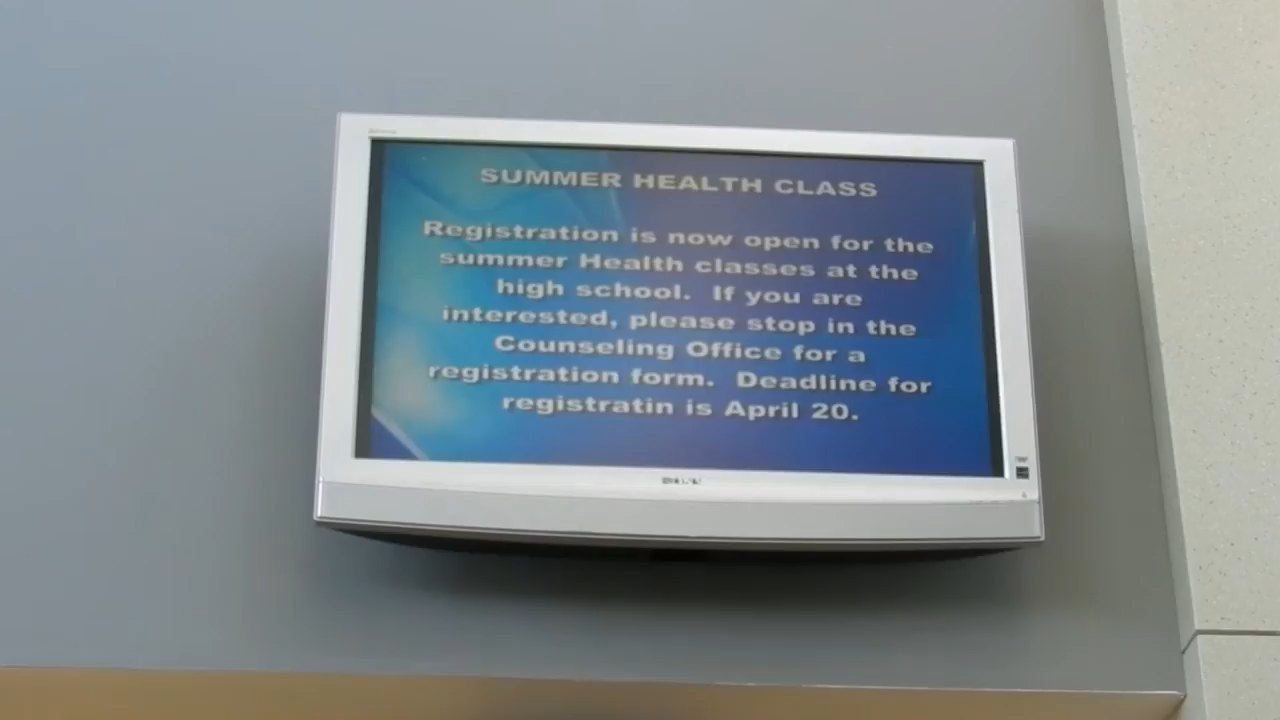 SUMMER HEALTH CLASS
Registration is now open for the
summer Health classes at the
high school. If you are
interested, please stop in the
Counseling Office for a
registration form. Deadline for
registratin is April 20.